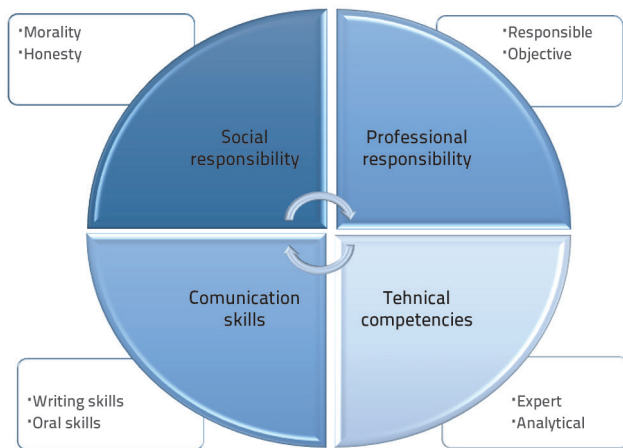 ·Morality
·Honesty
·Responsible
·Objective
Social
responsibility
Professional
responsibility
Comunication
skills
Tehnical
competencies
·Writing skills
·Oral skills
·Expert
·Analytical